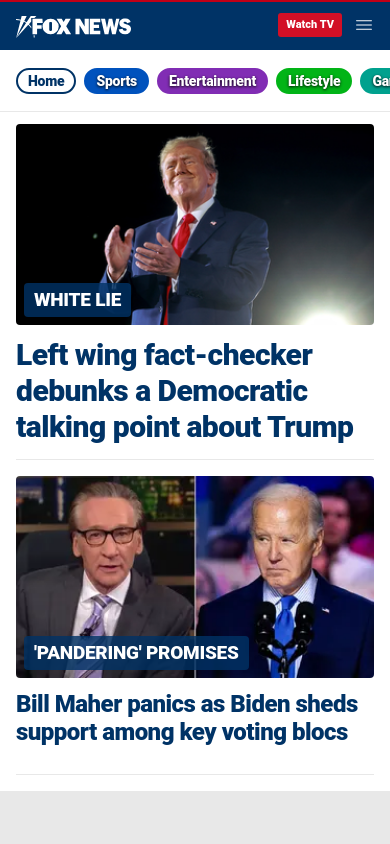 FOX NEWS
Watch TV
Home
Sports
Entertainment
Lifestyle
WHITE LIE
Left wing fact-checker
debunks a Democratic
talking point about Trump
'PANDERING' PROMISES
Bill Maher panics as Biden sheds
support among key voting blocs